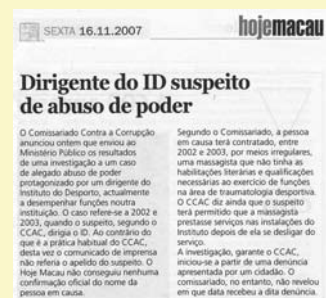 SEXTA 16.11.2007
hojemacau
Dirigente do ID suspeito
de abuso de poder
O Comissariado Contra a Corrupção
anunciou ontem que enviou ao
Ministério Público os resultados
de uma investigação a um caso
de alegado abuso de poder
protagonizado por um dirigente do
Instituto do Desporto, actualmente
a desempenhar funções noutra
instituição. O caso refere-se a 2002 e
2003, quando o suspeito, segundo o
CCAC, dirigia o ID. Ao contrário do
que é a prática habitual do CCAC,
desta vez o comunicado de imprensa
não referia o apelido do suspeito. O
Hoje Macau não conseguiu nenhuma
confirmação oficial do nome da
pessoa em causa.
Segundo o Comissariado, a pessoa
em causa terá contratado, entre
2002 e 2003, por meios irregulares,
uma massagista que não tinha as
habilitações literárias e qualificações
necessárias ao exercício de funções
na área de traumatologia desportiva.
O CCAC diz ainda que o suspeito
terá permitido que a massagista
prestasse serviços nas instalações do
Instituto depois de ela se desligar do
serviço.
A investigação, garante o CCAC,
iniciou-se a partir de uma denúncia
apresentada por um cidadão. O
comissariado, no entanto, não revelou
em que data recebeu a dita denúncia.